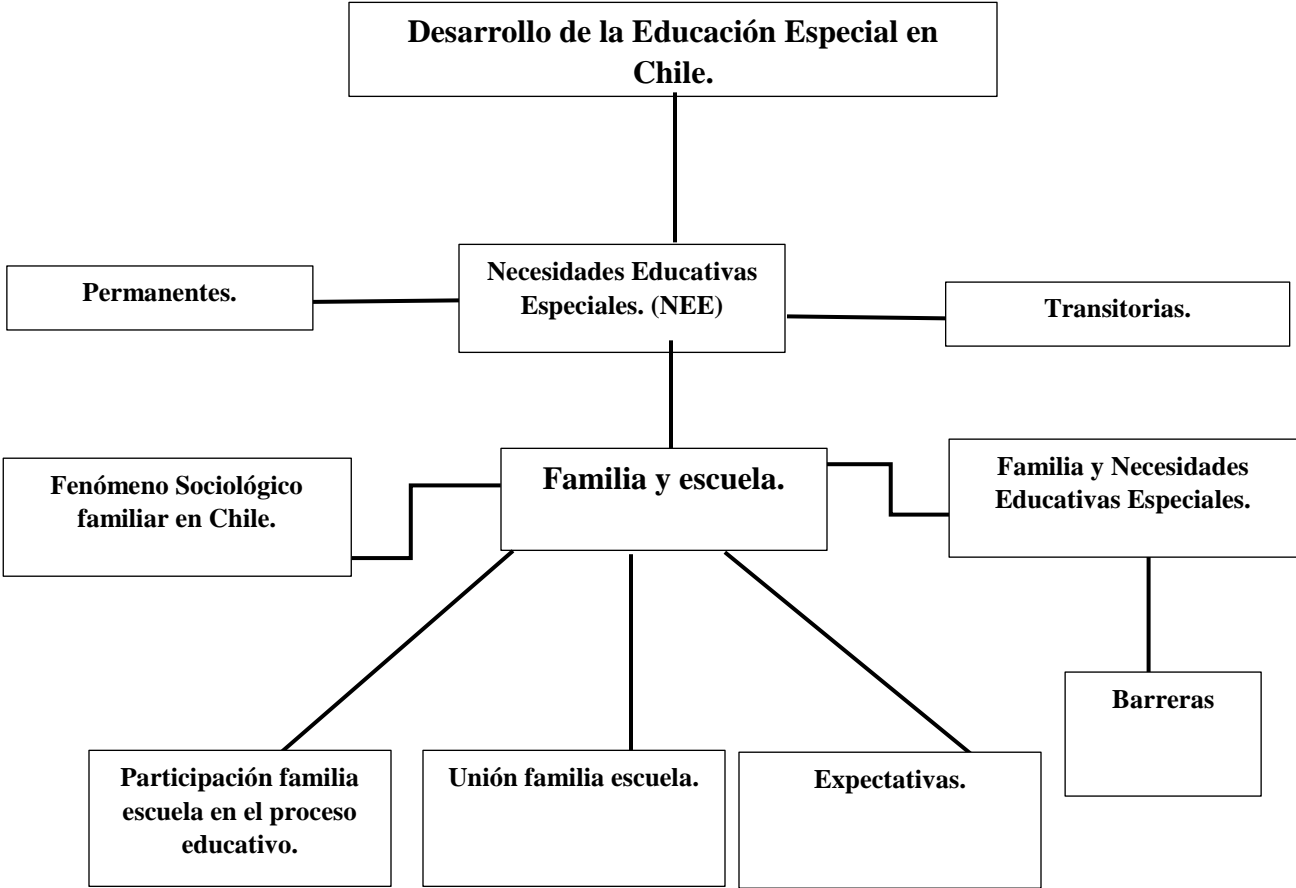 Desarrollo de la Educación Especial en
Chile.
Necesidades Educativas
Especiales. (NEE)
Permanentes.
Transitorias.
Familia y escuela.
Fenómeno Sociológico
familiar en Chile.
Familia y Necesidades
Educativas Especiales.
Barreras
Participación familia
escuela en el proceso
educativo.
Unión familia escuela.
Expectativas.